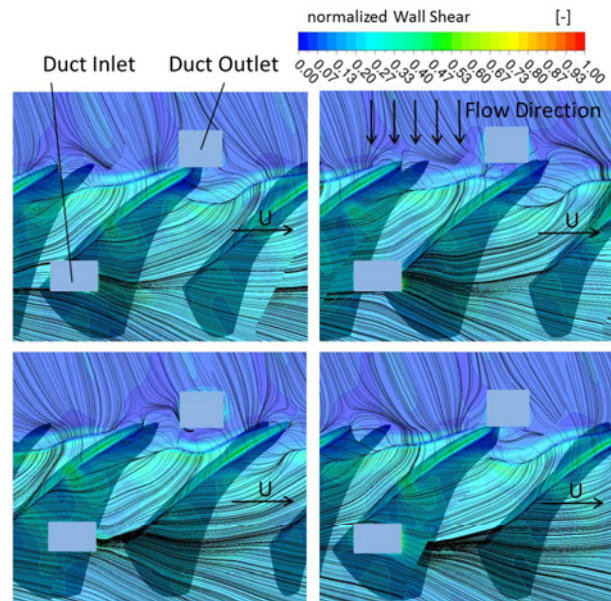 normalized Wall Shear [-]
0.00 0.07 0.13 0.20 0.27 0.33 0.40 0.47 0.53 0.60 0.67 0.73 0.80 0.87 0.93 1.00
Duct Inlet Duct Outlet
Flow Direction
U
U
U
U